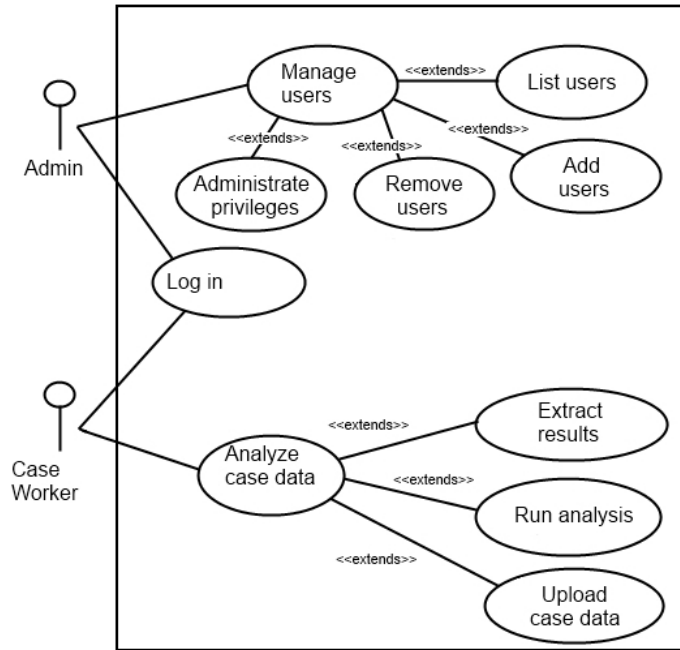 Manage
users
<<extends>>
List users
Admin
<<extends>>
Administrate
privileges
<<extends>>
Remove
users
<<extends>>
Add
users
Log in
Case
Worker
Analyze
case data
<<extends>>
Extract
results
<<extends>>
Run analysis
<<extends>>
Upload
case data